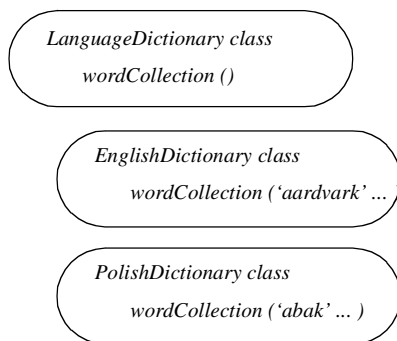 LanguageDictionary class
wordCollection ()
EnglishDictionary class
wordCollection (‘aardvark’ ... )
PolishDictionary class
wordCollection (‘abak’ ... )